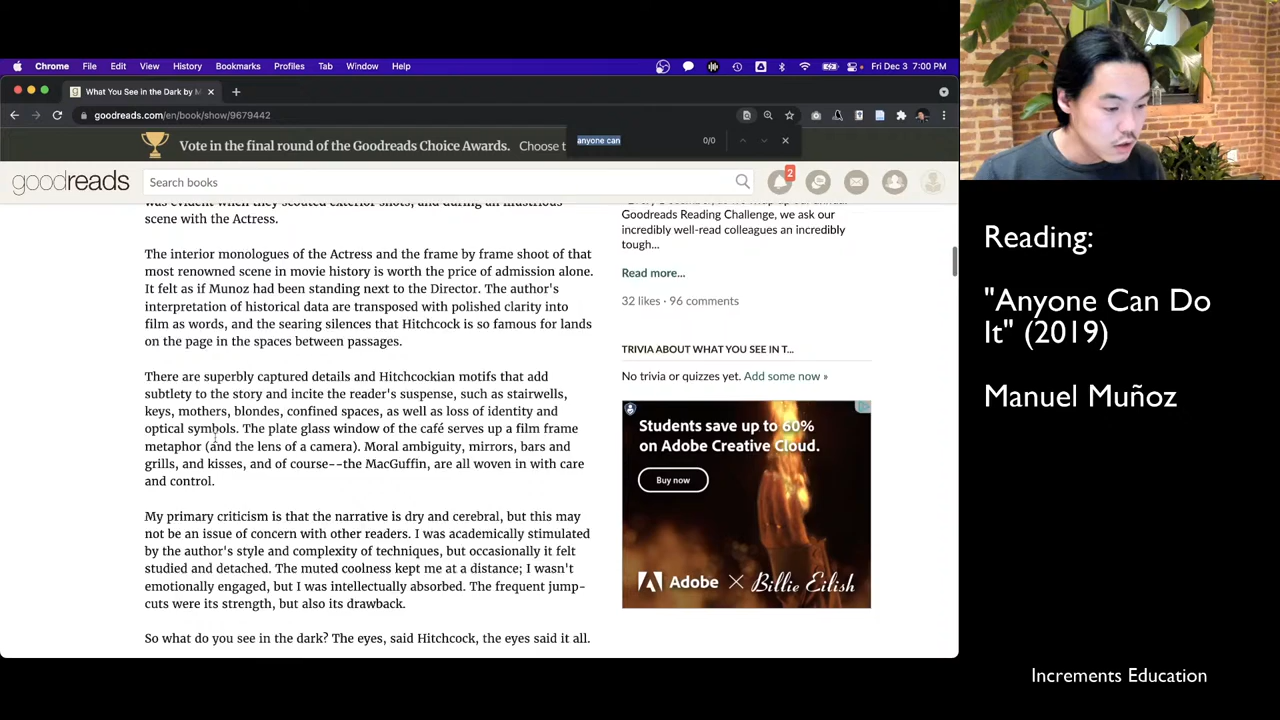 Chrome File Edit View History Bookmarks Profiles Tab Window Help
Fri Dec 3 7:00 PM
What You See in the Dark by M
goodreads.com/en/book/show/9679442
Vote in the final round of the Goodreads Choice Awards. Choose t
anyone can
0/0
goodreads
Search books
2
was evident when they scouted exterior shots, and during an illustrious
scene with the Actress.
The interior monologues of the Actress and the frame by frame shoot of that
most renowned scene in movie history is worth the price of admission alone.
It felt as if Munoz had been standing next to the Director. The author's
interpretation of historical data are transposed with polished clarity into
film as words, and the searing silences that Hitchcock is so famous for lands
on the page in the spaces between passages.
There are superbly captured details and Hitchcockian motifs that add
subtlety to the story and incite the reader's suspense, such as stairwells,
keys, mothers, blondes, confined spaces, as well as loss of identity and
optical symbols. The plate glass window of the café serves up a film frame
metaphor (and the lens of a camera). Moral ambiguity, mirrors, bars and
grills, and kisses, and of course--the MacGuffin, are all woven in with care
and control.
My primary criticism is that the narrative is dry and cerebral, but this may
not be an issue of concern with other readers. I was academically stimulated
by the author's style and complexity of techniques, but occasionally it felt
studied and detached. The muted coolness kept me at a distance; I wasn't
emotionally engaged, but I was intellectually absorbed. The frequent jump-
cuts were its strength, but also its drawback.
So what do you see in the dark? The eyes, said Hitchcock, the eyes said it all.
Goodreads Reading Challenge, we ask our
incredibly well-read colleagues an incredibly
tough...
Read more...
32 likes · 96 comments
TRIVIA ABOUT WHAT YOU SEE IN T...
No trivia or quizzes yet. Add some now »
Students save up to 60%
on Adobe Creative Cloud.
Buy now
Adobe × Billie Eilish
Reading:
"Anyone Can Do
It" (2019)
Manuel Muñoz
Increments Education